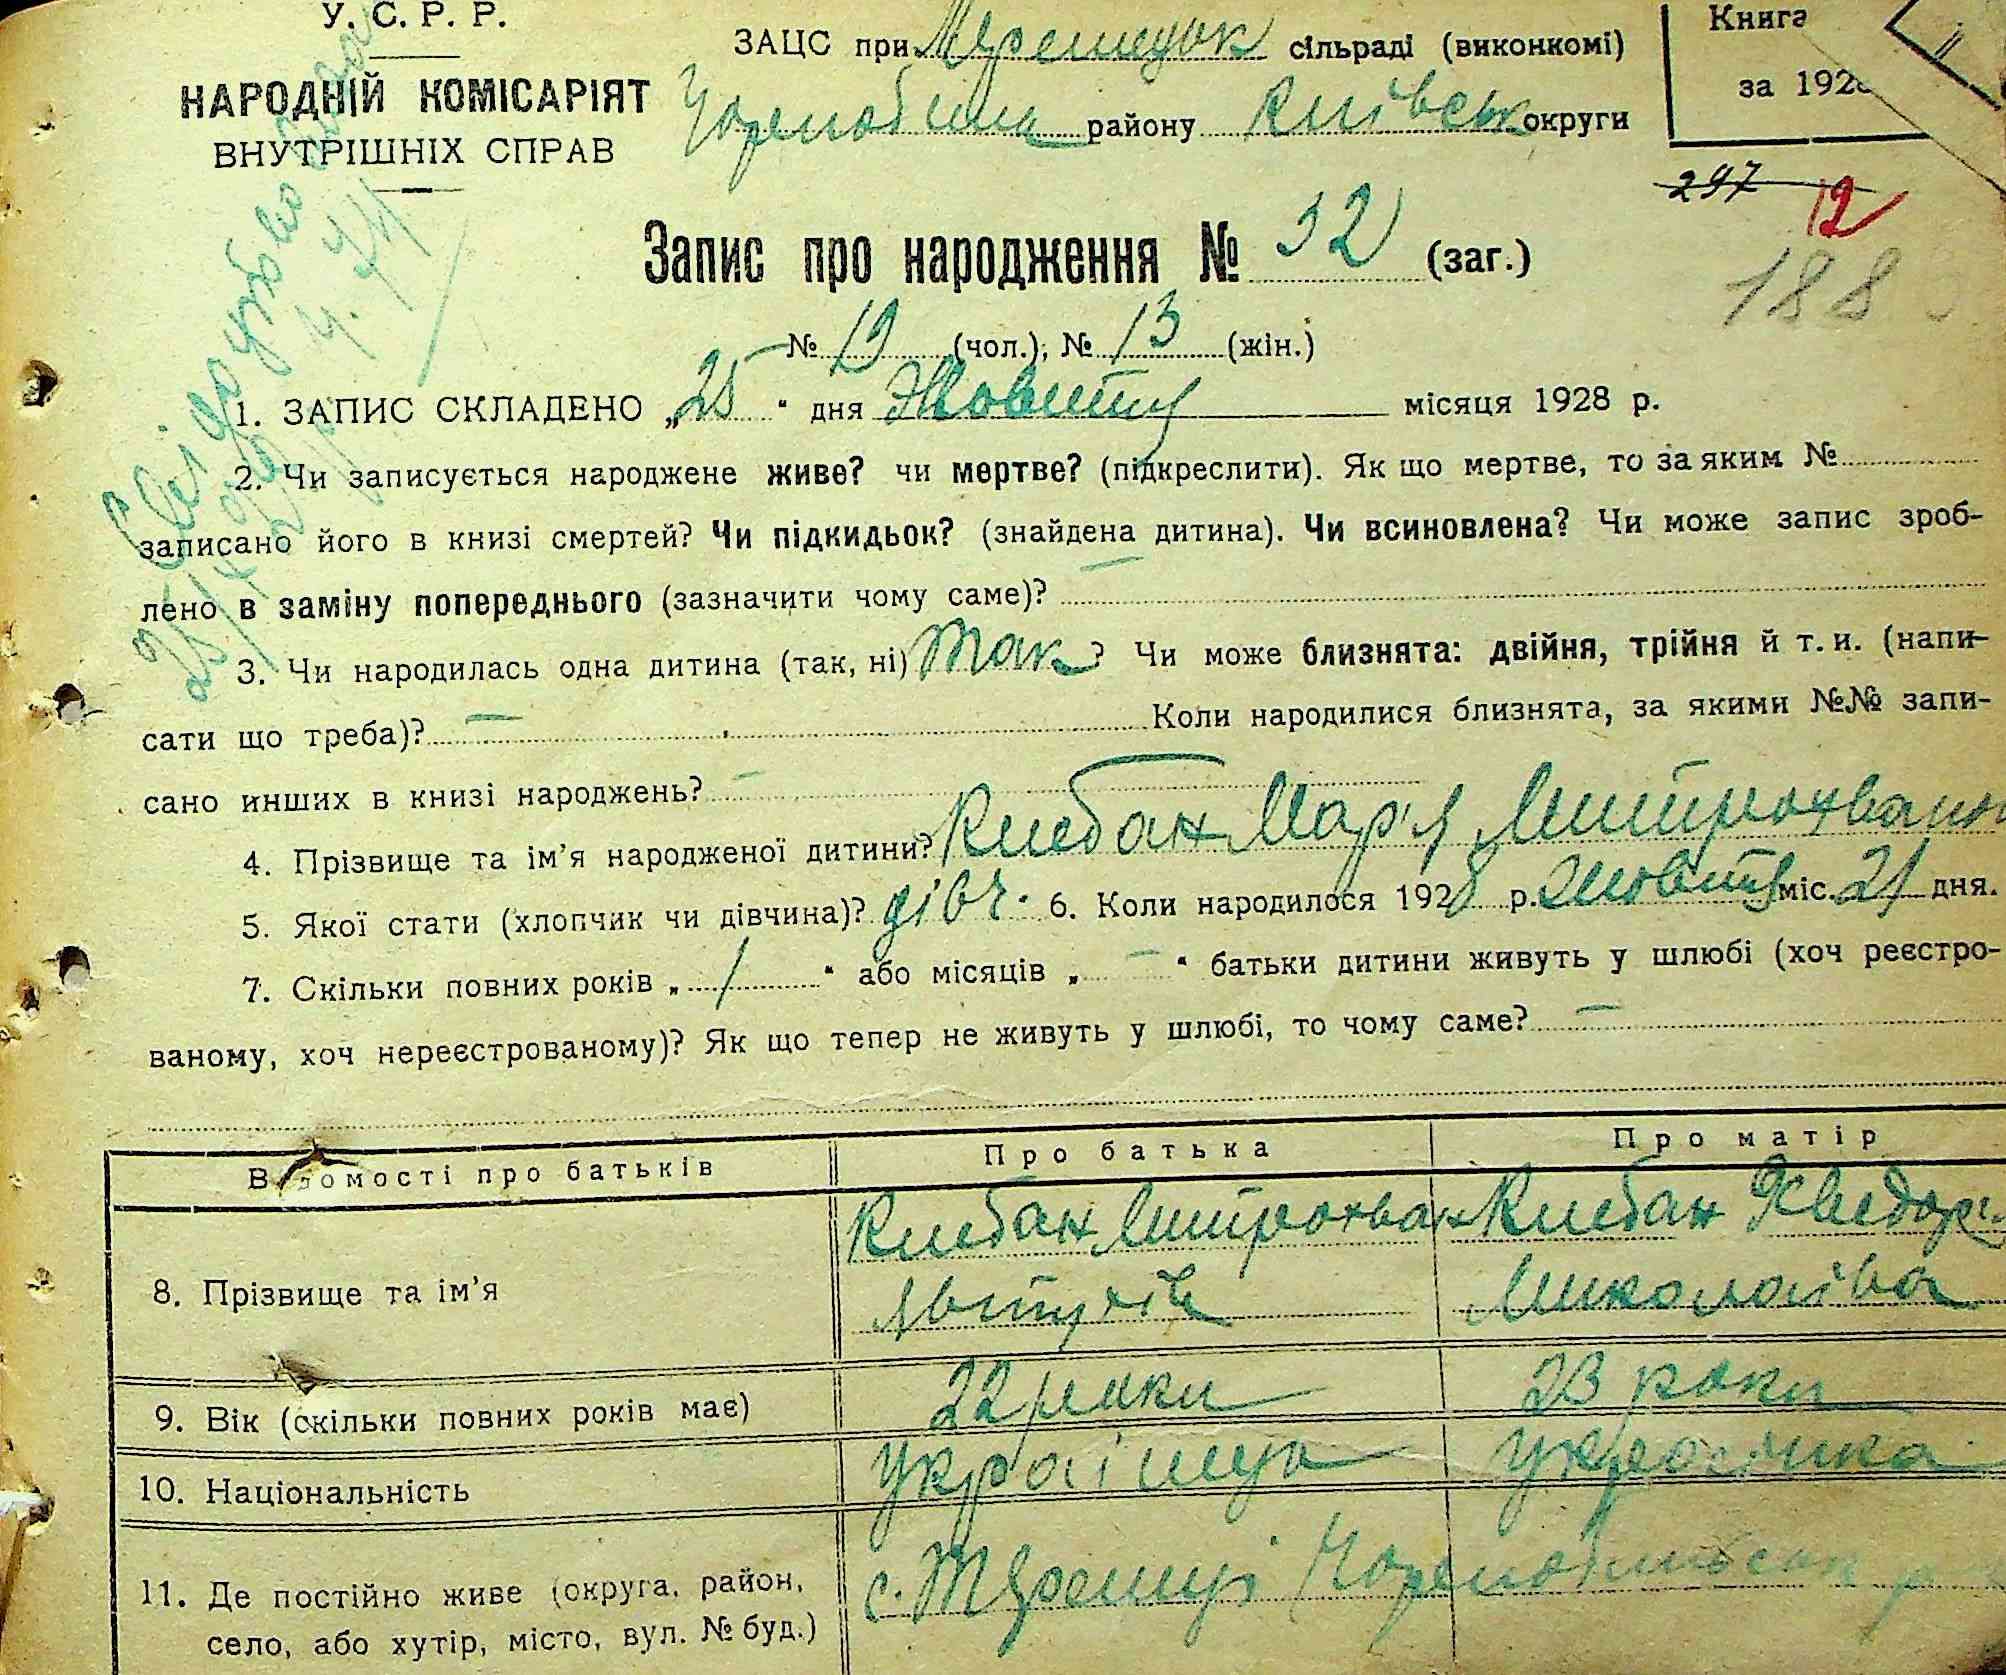 У. С. Р. Р.
НАРОДНІЙ КОМІСАРІЯТ
ВНУТРІШНІХ СПРАВ
ЗАЦС при сільраді (виконкомі)
району Київськ округи
Книга
за 192
297 12
188
Запис про народження № 32 (заг.)
№ 19 (чол.), № 13 (жін.)
1. ЗАПИС СКЛАДЕНО „25“ дня Жовтня місяця 1928 р.
2. Чи записується народжене живе? чи мертве? (підкреслити). Як що мертве, то за яким №
записано його в книзі смертей? Чи підкидьок? (знайдена дитина). Чи всиновлена? Чи може запис зроб-
лено в заміну попереднього (зазначити чому саме)? —
3. Чи народилась одна дитина (так, ні) Так? Чи може близнята: двійня, трійня й т. и. (напи-
сати що треба)? — Коли народилися близнята, за якими №№ запи-
сано инших в книзі народжень? —
4. Прізвище та ім’я народженої дитини? Кисбан Мар'я
5. Якої стати (хлопчик чи дівчина)? дівч. 6. Коли народилося 1928 р. Жовтня міс. 21 дня.
7. Скільки повних років „1“ або місяців „—“ батьки дитини живуть у шлюбі (хоч реєстро-
ваному, хоч нереєстрованому)? Як що тепер не живуть у шлюбі, то чому саме? —
Відомості про батьків Про батька Про матір
8. Прізвище та ім’я Кисбан Митрохван Кисбан
Миколаївна
9. Вік (скільки повних років має) 22 роки 23 роки
10. Національність українець українка
11. Де постійно живе (округа, район, с.
село, або хутір, місто, вул. № буд.)